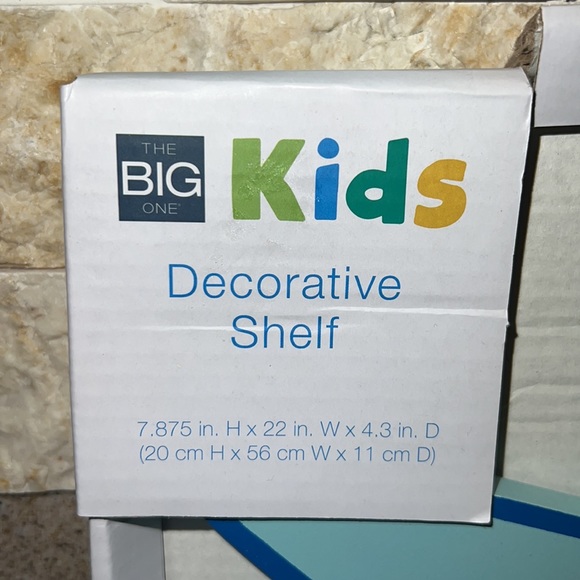 THE
BIG
ONE
Kids
Decorative
Shelf
7.875 in. H x 22 in. W x 4.3 in. D
(20 cm H x 56 cm W x 11 cm D)